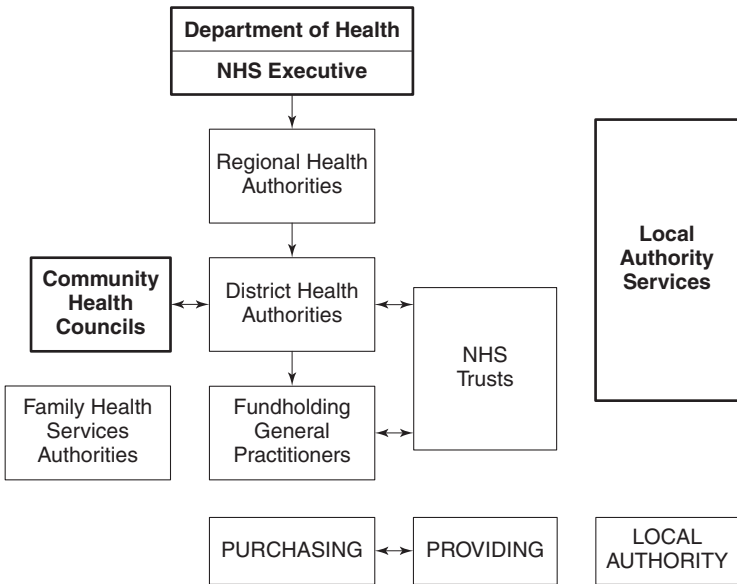 Department of Health
NHS Executive
Regional Health
Authorities
Local
Authority
Services
Community
Health
Councils
District Health
Authorities
NHS
Trusts
Family Health
Services
Authorities
Fundholding
General
Practitioners
PURCHASING
PROVIDING
LOCAL
AUTHORITY